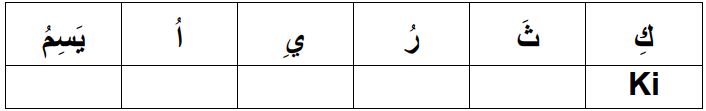 كِ ثَ رُ يِ اُ يَسِمُ
Ki